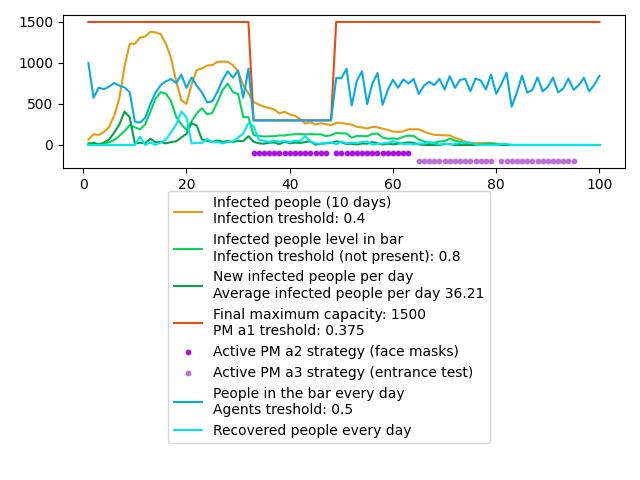 1500
1000
500
0
0
20
40
60
80
100
Infected people (10 days)
Infection treshold: 0.4
Infected people level in bar
Infection treshold (not present): 0.8
New infected people per day
Average infected people per day 36.21
Final maximum capacity: 1500
PM a1 treshold: 0.375
Active PM a2 strategy (face masks)
Active PM a3 strategy (entrance test)
People in the bar every day
Agents treshold: 0.5
Recovered people every day